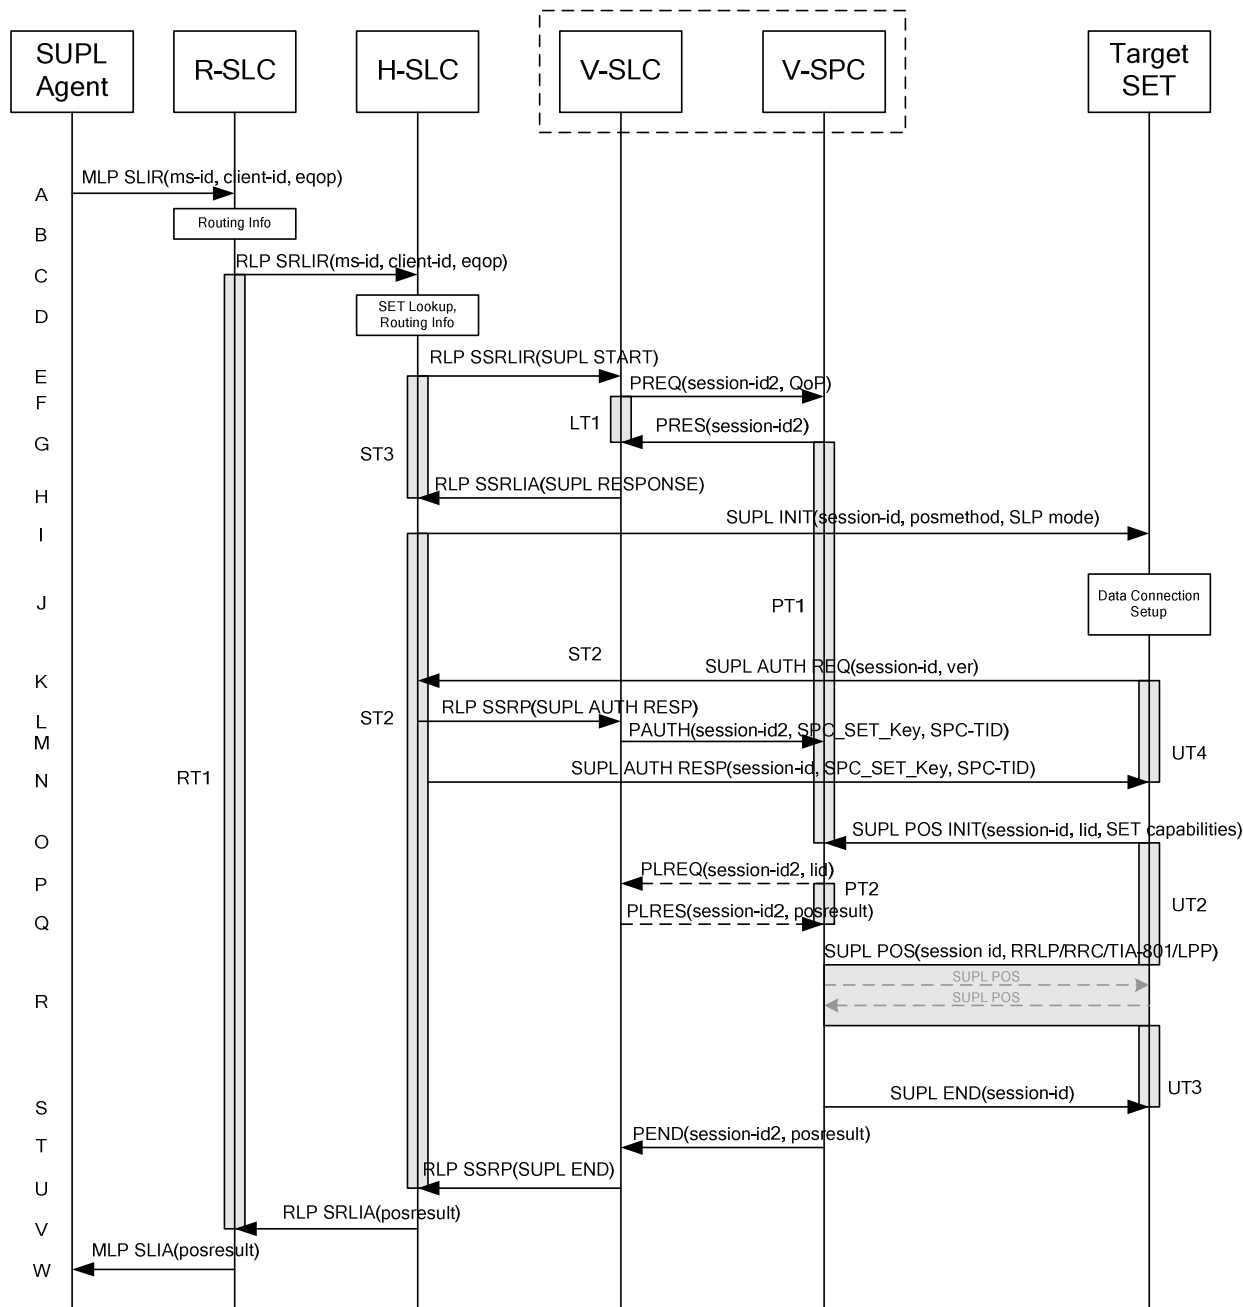 SUPL
Agent
R-SLC
H-SLC
V-SLC
V-SPC
Target
SET
A
MLP SLIR(ms-id, client-id, eqop)
B
Routing Info
C
RLP SRLIR(ms-id, client-id, eqop)
D
SET Lookup,
Routing Info
E
RLP SSRLIR(SUPL START)
F
PREQ(session-id2, QoP)
LT1
G
PRES(session-id2)
ST3
H
RLP SSRLIA(SUPL RESPONSE)
I
SUPL INIT(session-id, posmethod, SLP mode)
J
PT1
Data Connection
Setup
ST2
K
SUPL AUTH REQ(session-id, ver)
L
ST2
RLP SSRP(SUPL AUTH RESP)
M
PAUTH(session-id2, SPC_SET_Key, SPC-TID)
UT4
N
RT1
SUPL AUTH RESP(session-id, SPC_SET_Key, SPC-TID)
O
SUPL POS INIT(session-id, lid, SET capabilities)
P
PLREQ(session-id2, lid)
PT2
Q
PLRES(session-id2, posresult)
UT2
SUPL POS(session id, RRLP/RRC/TIA-801/LPP)
SUPL POS
R
SUPL POS
UT3
S
SUPL END(session-id)
T
PEND(session-id2, posresult)
U
RLP SSRP(SUPL END)
V
RLP SRLIA(posresult)
W
MLP SLIA(posresult)